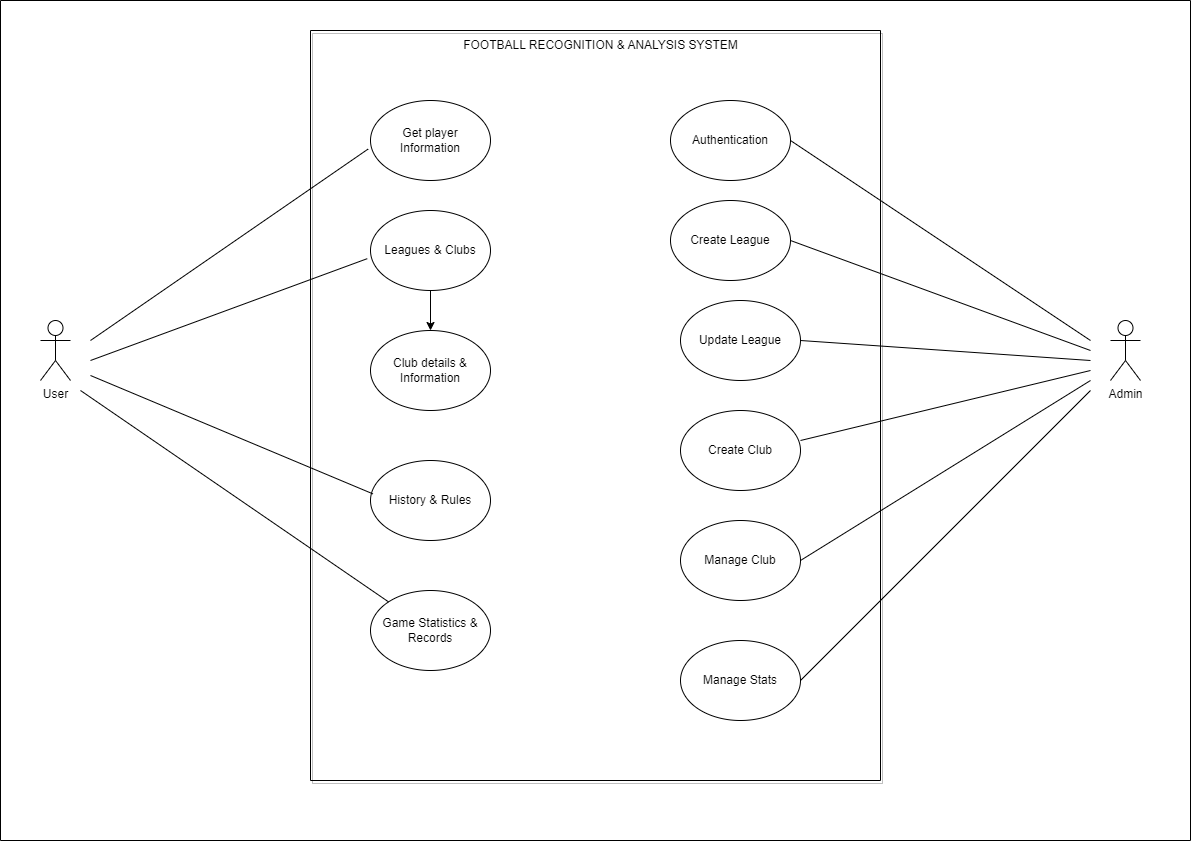 FOOTBALL RECOGNITION & ANALYSIS SYSTEM
Get player
Information
Leagues & Clubs
Club details &
Information
History & Rules
Game Statistics &
Records
Authentication
Create League
Update League
Create Club
Manage Club
Manage Stats
User
Admin